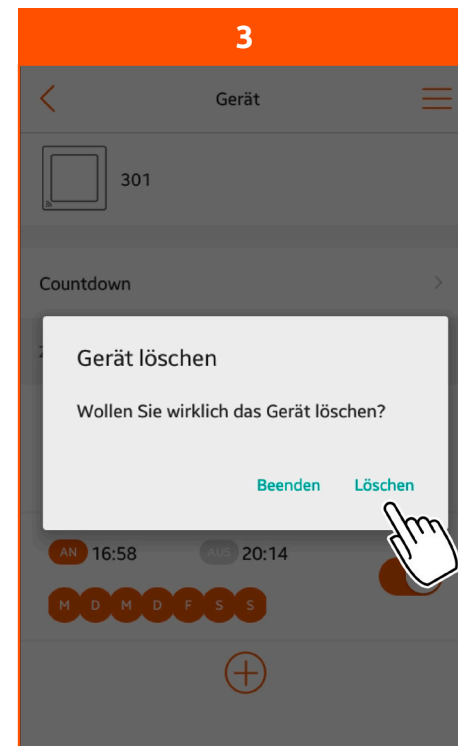 3
Gerät
301
Countdown
Gerät löschen
Wollen Sie wirklich das Gerät löschen?
Beenden Löschen
AN 16:58 AUS 20:14
M D M D F S S